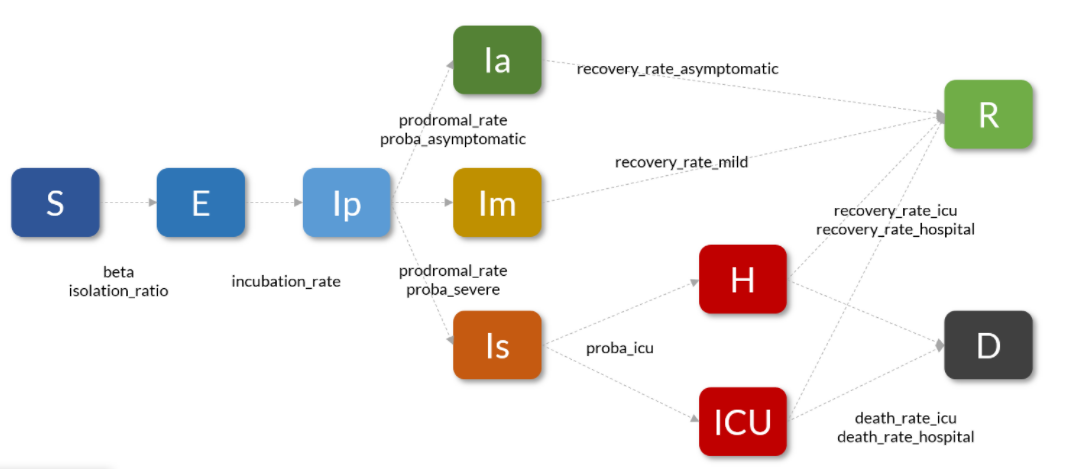 Ia
recovery_rate_asymptomatic
R
prodromal_rate
proba_asymptomatic
recovery_rate_mild
S
E
Ip
Im
recovery_rate_icu
recovery_rate_hospital
beta
isolation_ratio
incubation_rate
prodromal_rate
proba_severe
H
Is
proba_icu
D
ICU
death_rate_icu
death_rate_hospital